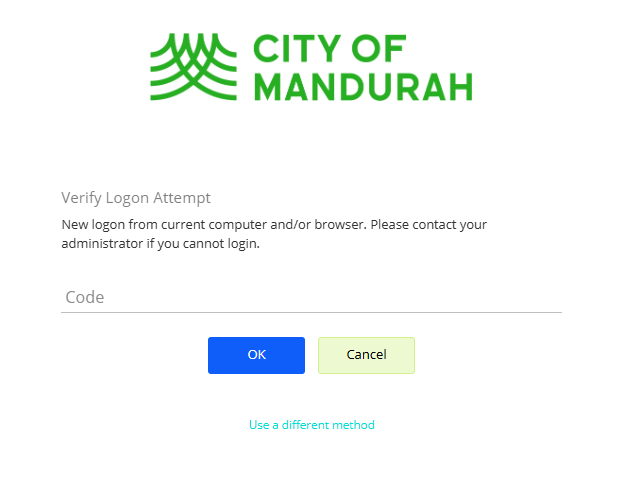 CITY OF
MANDURAH
Verify Logon Attempt
New logon from current computer and/or browser. Please contact your
administrator if you cannot login.
Code
OK
Cancel
Use a different method